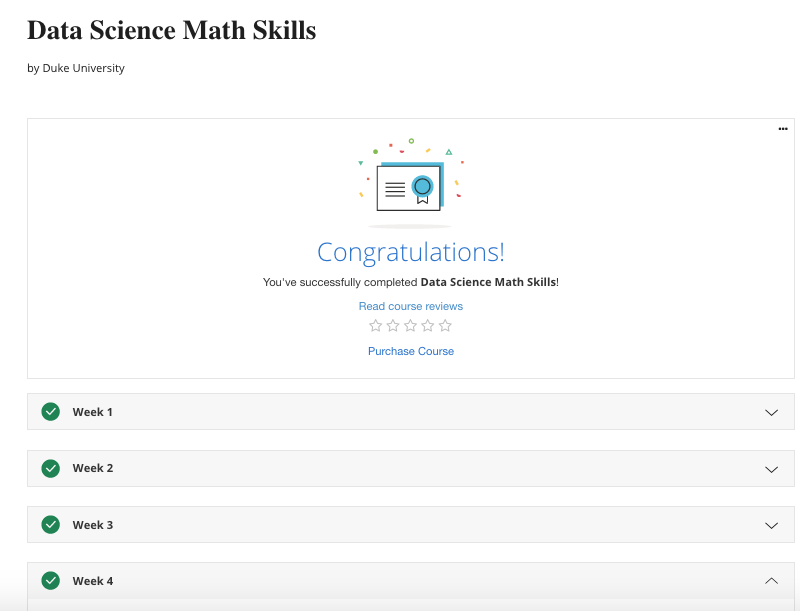 Data Science Math Skills
by Duke University
Congratulations!
You've successfully completed Data Science Math Skills!
Read course reviews
Purchase Course
Week 1
Week 2
Week 3
Week 4